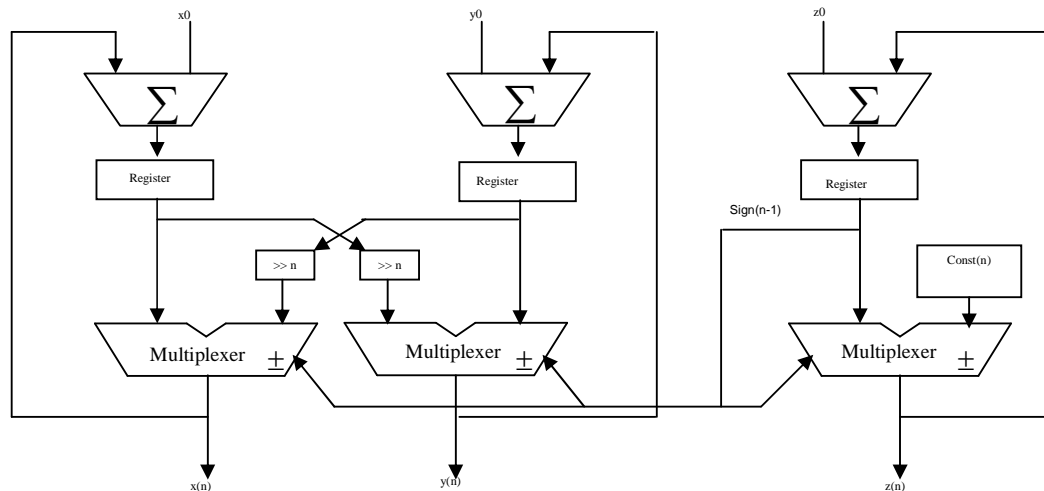 x0
y0
z0
∑
∑
∑
Register
Register
Register
Sign(n-1)
>> n
>> n
Const(n)
Multiplexer ±
Multiplexer ±
Multiplexer ±
x(n)
y(n)
z(n)